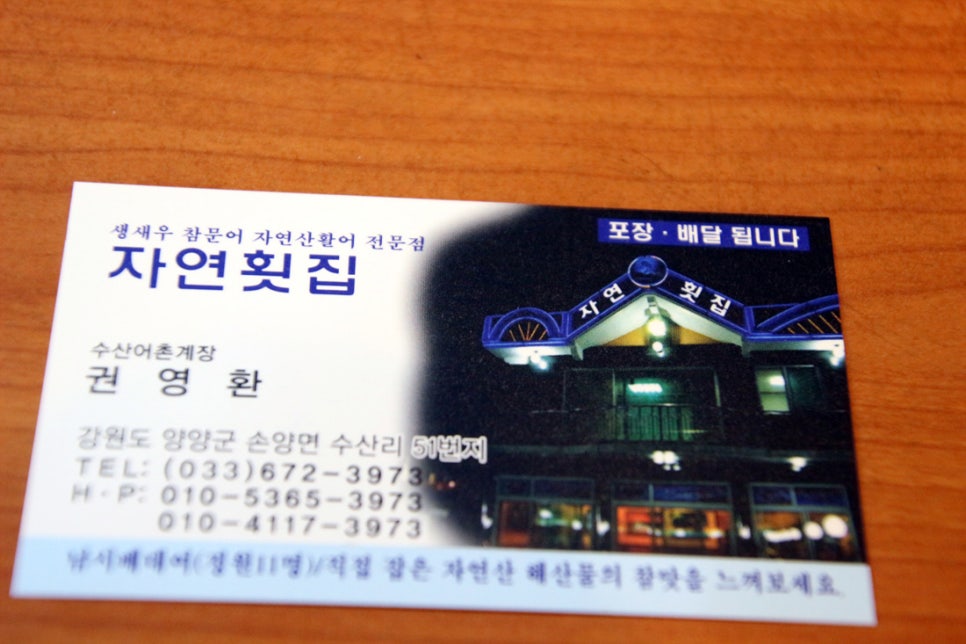 생새우 참문어 자연산활어 전문점
자연횟집
포장·배달 됩니다
자연 횟집
수산어촌계장
권영환
강원도 양양군 손양면 수산리 51번지
TEL: (033)672-3973
H·P: 010-5365-3973
010-4117-3973
낚시배대여(정원11명)/직접 잡은 자연산 해산물의 참맛을 느껴보세요.